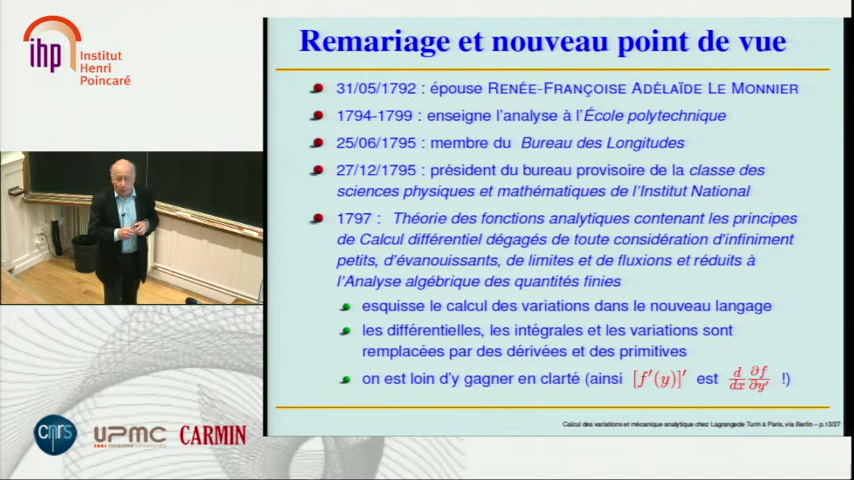 ihp
Institut
Henri
Poincaré
Remariage et nouveau point de vue
31/05/1792 : épouse RENÉE-FRANÇOISE ADÉLAÏDE LE MONNIER
1794-1799 : enseigne l'analyse à l'École polytechnique
25/06/1795 : membre du Bureau des Longitudes
27/12/1795 : président du bureau provisoire de la classe des
sciences physiques et mathématiques de l'Institut National
1797 : Théorie des fonctions analytiques contenant les principes
de Calcul différentiel dégagés de toute considération d'infiniment
petits, d'évanouissants, de limites et de fluxions et réduits à
l'Analyse algébrique des quantités finies
esquisse le calcul des variations dans le nouveau langage
les différentielles, les intégrales et les variations sont
remplacées par des dérivées et des primitives
on est loin d'y gagner en clarté (ainsi [f'(y)]' est d/dx ∂f/∂y' !)
cnrs
UPMC
CARMIN
Calcul des variations et mécanique analytique chez Lagrangede Turin à Paris, via Berlin – p.13/27